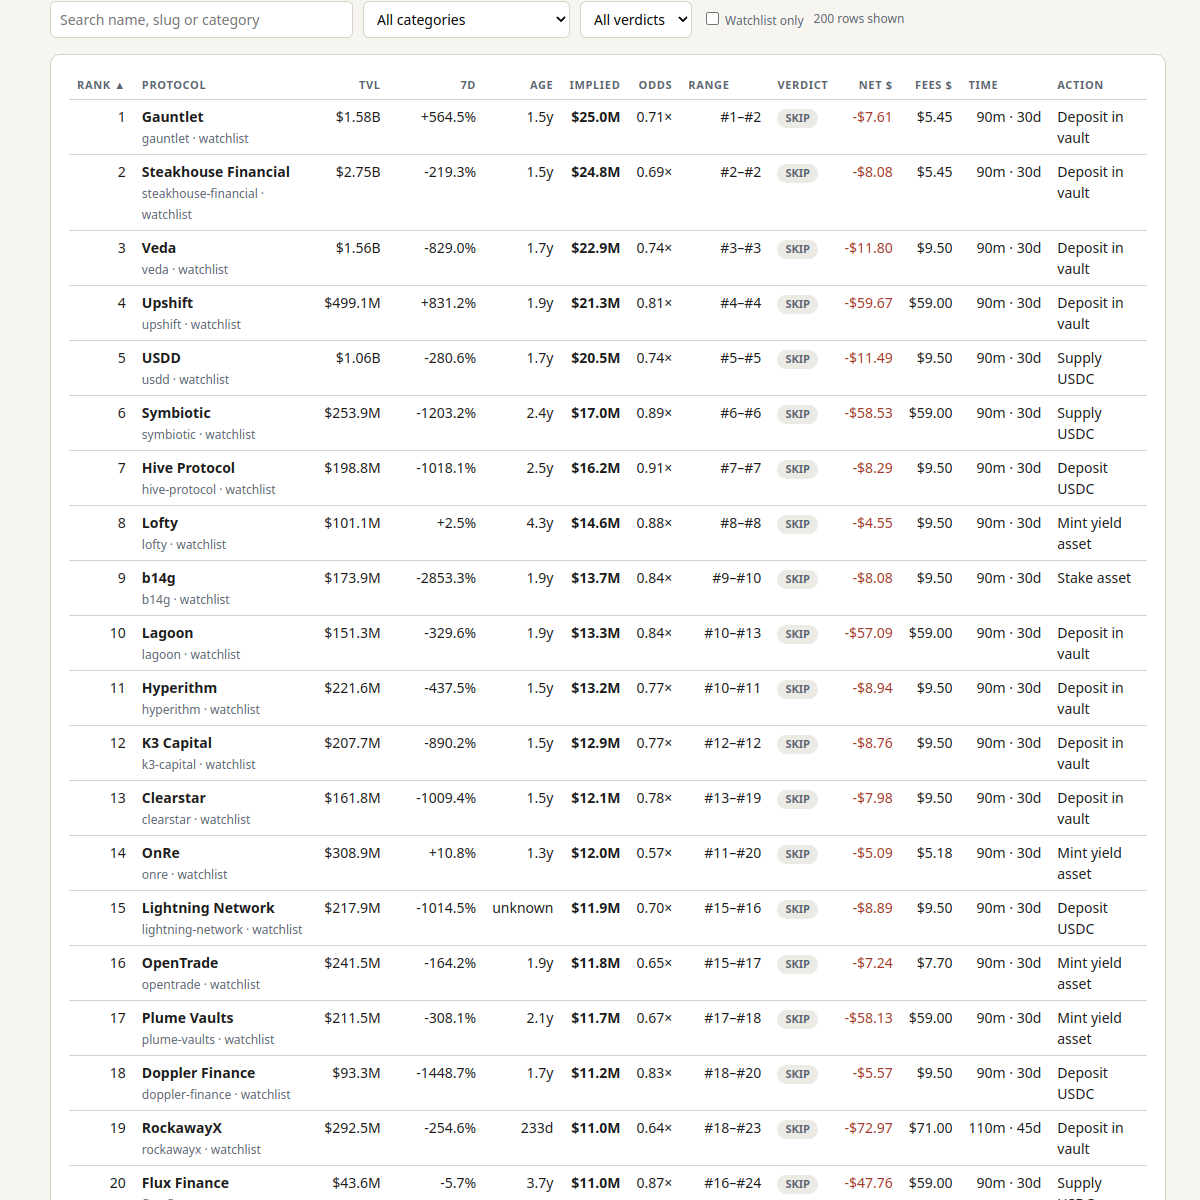 Search name, slug or category All categories All verdicts Watchlist only 200 rows shown
RANK ▲ PROTOCOL TVL 7D AGE IMPLIED ODDS RANGE VERDICT NET $ FEES $ TIME ACTION
1 Gauntlet $1.58B +564.5% 1.5y $25.0M 0.71× #1–#2 SKIP -$7.61 $5.45 90m · 30d Deposit in
gauntlet · watchlist vault
2 Steakhouse Financial $2.75B -219.3% 1.5y $24.8M 0.69× #2–#2 SKIP -$8.08 $5.45 90m · 30d Deposit in
steakhouse-financial · vault
watchlist
3 Veda $1.56B -829.0% 1.7y $22.9M 0.74× #3–#3 SKIP -$11.80 $9.50 90m · 30d Deposit in
veda · watchlist vault
4 Upshift $499.1M +831.2% 1.9y $21.3M 0.81× #4–#4 SKIP -$59.67 $59.00 90m · 30d Deposit in
upshift · watchlist vault
5 USDD $1.06B -280.6% 1.7y $20.5M 0.74× #5–#5 SKIP -$11.49 $9.50 90m · 30d Supply
usdd · watchlist USDC
6 Symbiotic $253.9M -1203.2% 2.4y $17.0M 0.89× #6–#6 SKIP -$58.53 $59.00 90m · 30d Supply
symbiotic · watchlist USDC
7 Hive Protocol $198.8M -1018.1% 2.5y $16.2M 0.91× #7–#7 SKIP -$8.29 $9.50 90m · 30d Deposit
hive-protocol · watchlist USDC
8 Lofty $101.1M +2.5% 4.3y $14.6M 0.88× #8–#8 SKIP -$4.55 $9.50 90m · 30d Mint yield
lofty · watchlist asset
9 b14g $173.9M -2853.3% 1.9y $13.7M 0.84× #9–#10 SKIP -$8.08 $9.50 90m · 30d Stake asset
b14g · watchlist
10 Lagoon $151.3M -329.6% 1.9y $13.3M 0.84× #10–#13 SKIP -$57.09 $59.00 90m · 30d Deposit in
lagoon · watchlist vault
11 Hyperithm $221.6M -437.5% 1.5y $13.2M 0.77× #10–#11 SKIP -$8.94 $9.50 90m · 30d Deposit in
hyperithm · watchlist vault
12 K3 Capital $207.7M -890.2% 1.5y $12.9M 0.77× #12–#12 SKIP -$8.76 $9.50 90m · 30d Deposit in
k3-capital · watchlist vault
13 Clearstar $161.8M -1009.4% 1.5y $12.1M 0.78× #13–#19 SKIP -$7.98 $9.50 90m · 30d Deposit in
clearstar · watchlist vault
14 OnRe $308.9M +10.8% 1.3y $12.0M 0.57× #11–#20 SKIP -$5.09 $5.18 90m · 30d Mint yield
onre · watchlist asset
15 Lightning Network $217.9M -1014.5% unknown $11.9M 0.70× #15–#16 SKIP -$8.89 $9.50 90m · 30d Deposit
lightning-network · watchlist USDC
16 OpenTrade $241.5M -164.2% 1.9y $11.8M 0.65× #15–#17 SKIP -$7.24 $7.70 90m · 30d Mint yield
opentrade · watchlist asset
17 Plume Vaults $211.5M -308.1% 2.1y $11.7M 0.67× #17–#18 SKIP -$58.13 $59.00 90m · 30d Mint yield
plume-vaults · watchlist asset
18 Doppler Finance $93.3M -1448.7% 1.7y $11.2M 0.83× #18–#20 SKIP -$5.57 $9.50 90m · 30d Deposit
doppler-finance · watchlist USDC
19 RockawayX $292.5M -254.6% 233d $11.0M 0.64× #18–#23 SKIP -$72.97 $71.00 110m · 45d Deposit in
rockawayx · watchlist vault
20 Flux Finance $43.6M -5.7% 3.7y $11.0M 0.87× #16–#24 SKIP -$47.76 $59.00 90m · 30d Supply